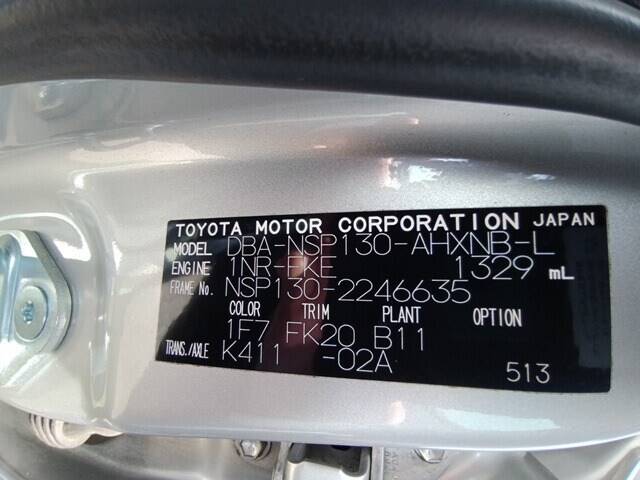 TOYOTA MOTOR CORPORATION JAPAN
MODEL DBA-NSP130-AHXNB-L
ENGINE 1NR-FKE 1329 mL
FRAME No. NSP130-2246635
COLOR TRIM PLANT OPTION
1F7 FK20 B11
TRANS./AXLE K411 -02A
513